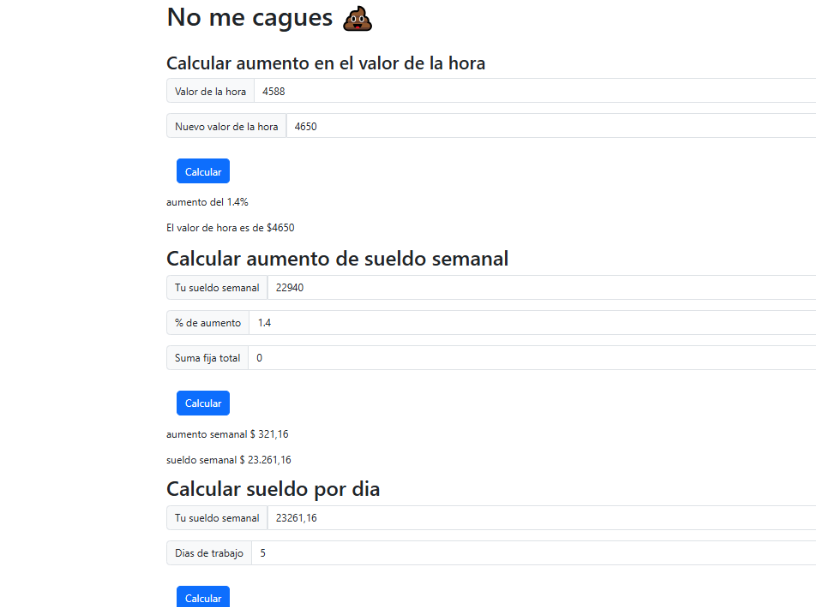 No me cagues 💩
Calcular aumento en el valor de la hora
Valor de la hora 4588
Nuevo valor de la hora 4650
Calcular
aumento del 1.4%
El valor de hora es de $4650
Calcular aumento de sueldo semanal
Tu sueldo semanal 22940
% de aumento 1.4
Suma fija total 0
Calcular
aumento semanal $ 321,16
sueldo semanal $ 23.261,16
Calcular sueldo por dia
Tu sueldo semanal 23261,16
Dias de trabajo 5
Calcular